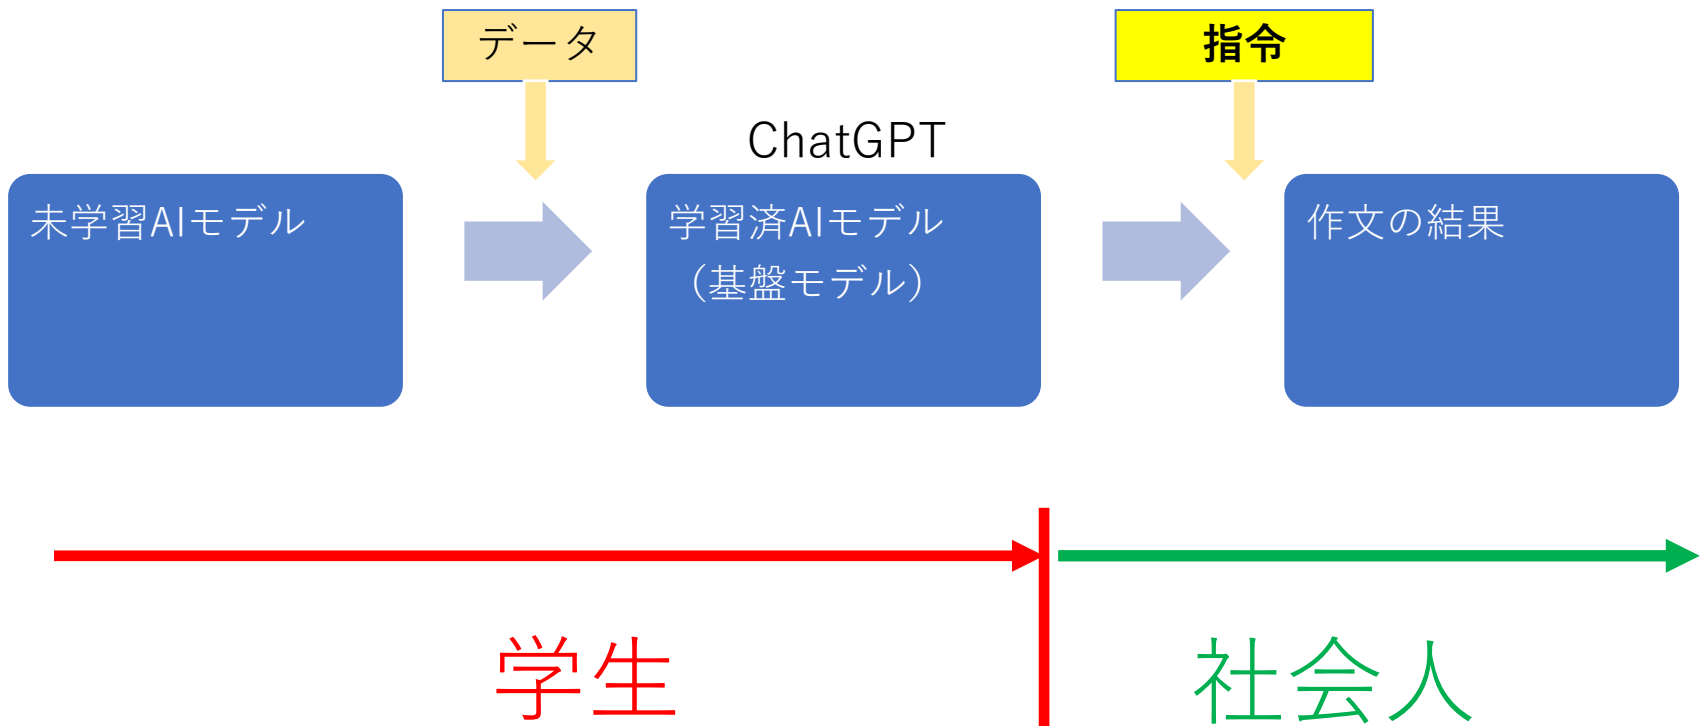 データ
指令
ChatGPT
未学習AIモデル
学習済AIモデル
（基盤モデル）
作文の結果
学生
社会人